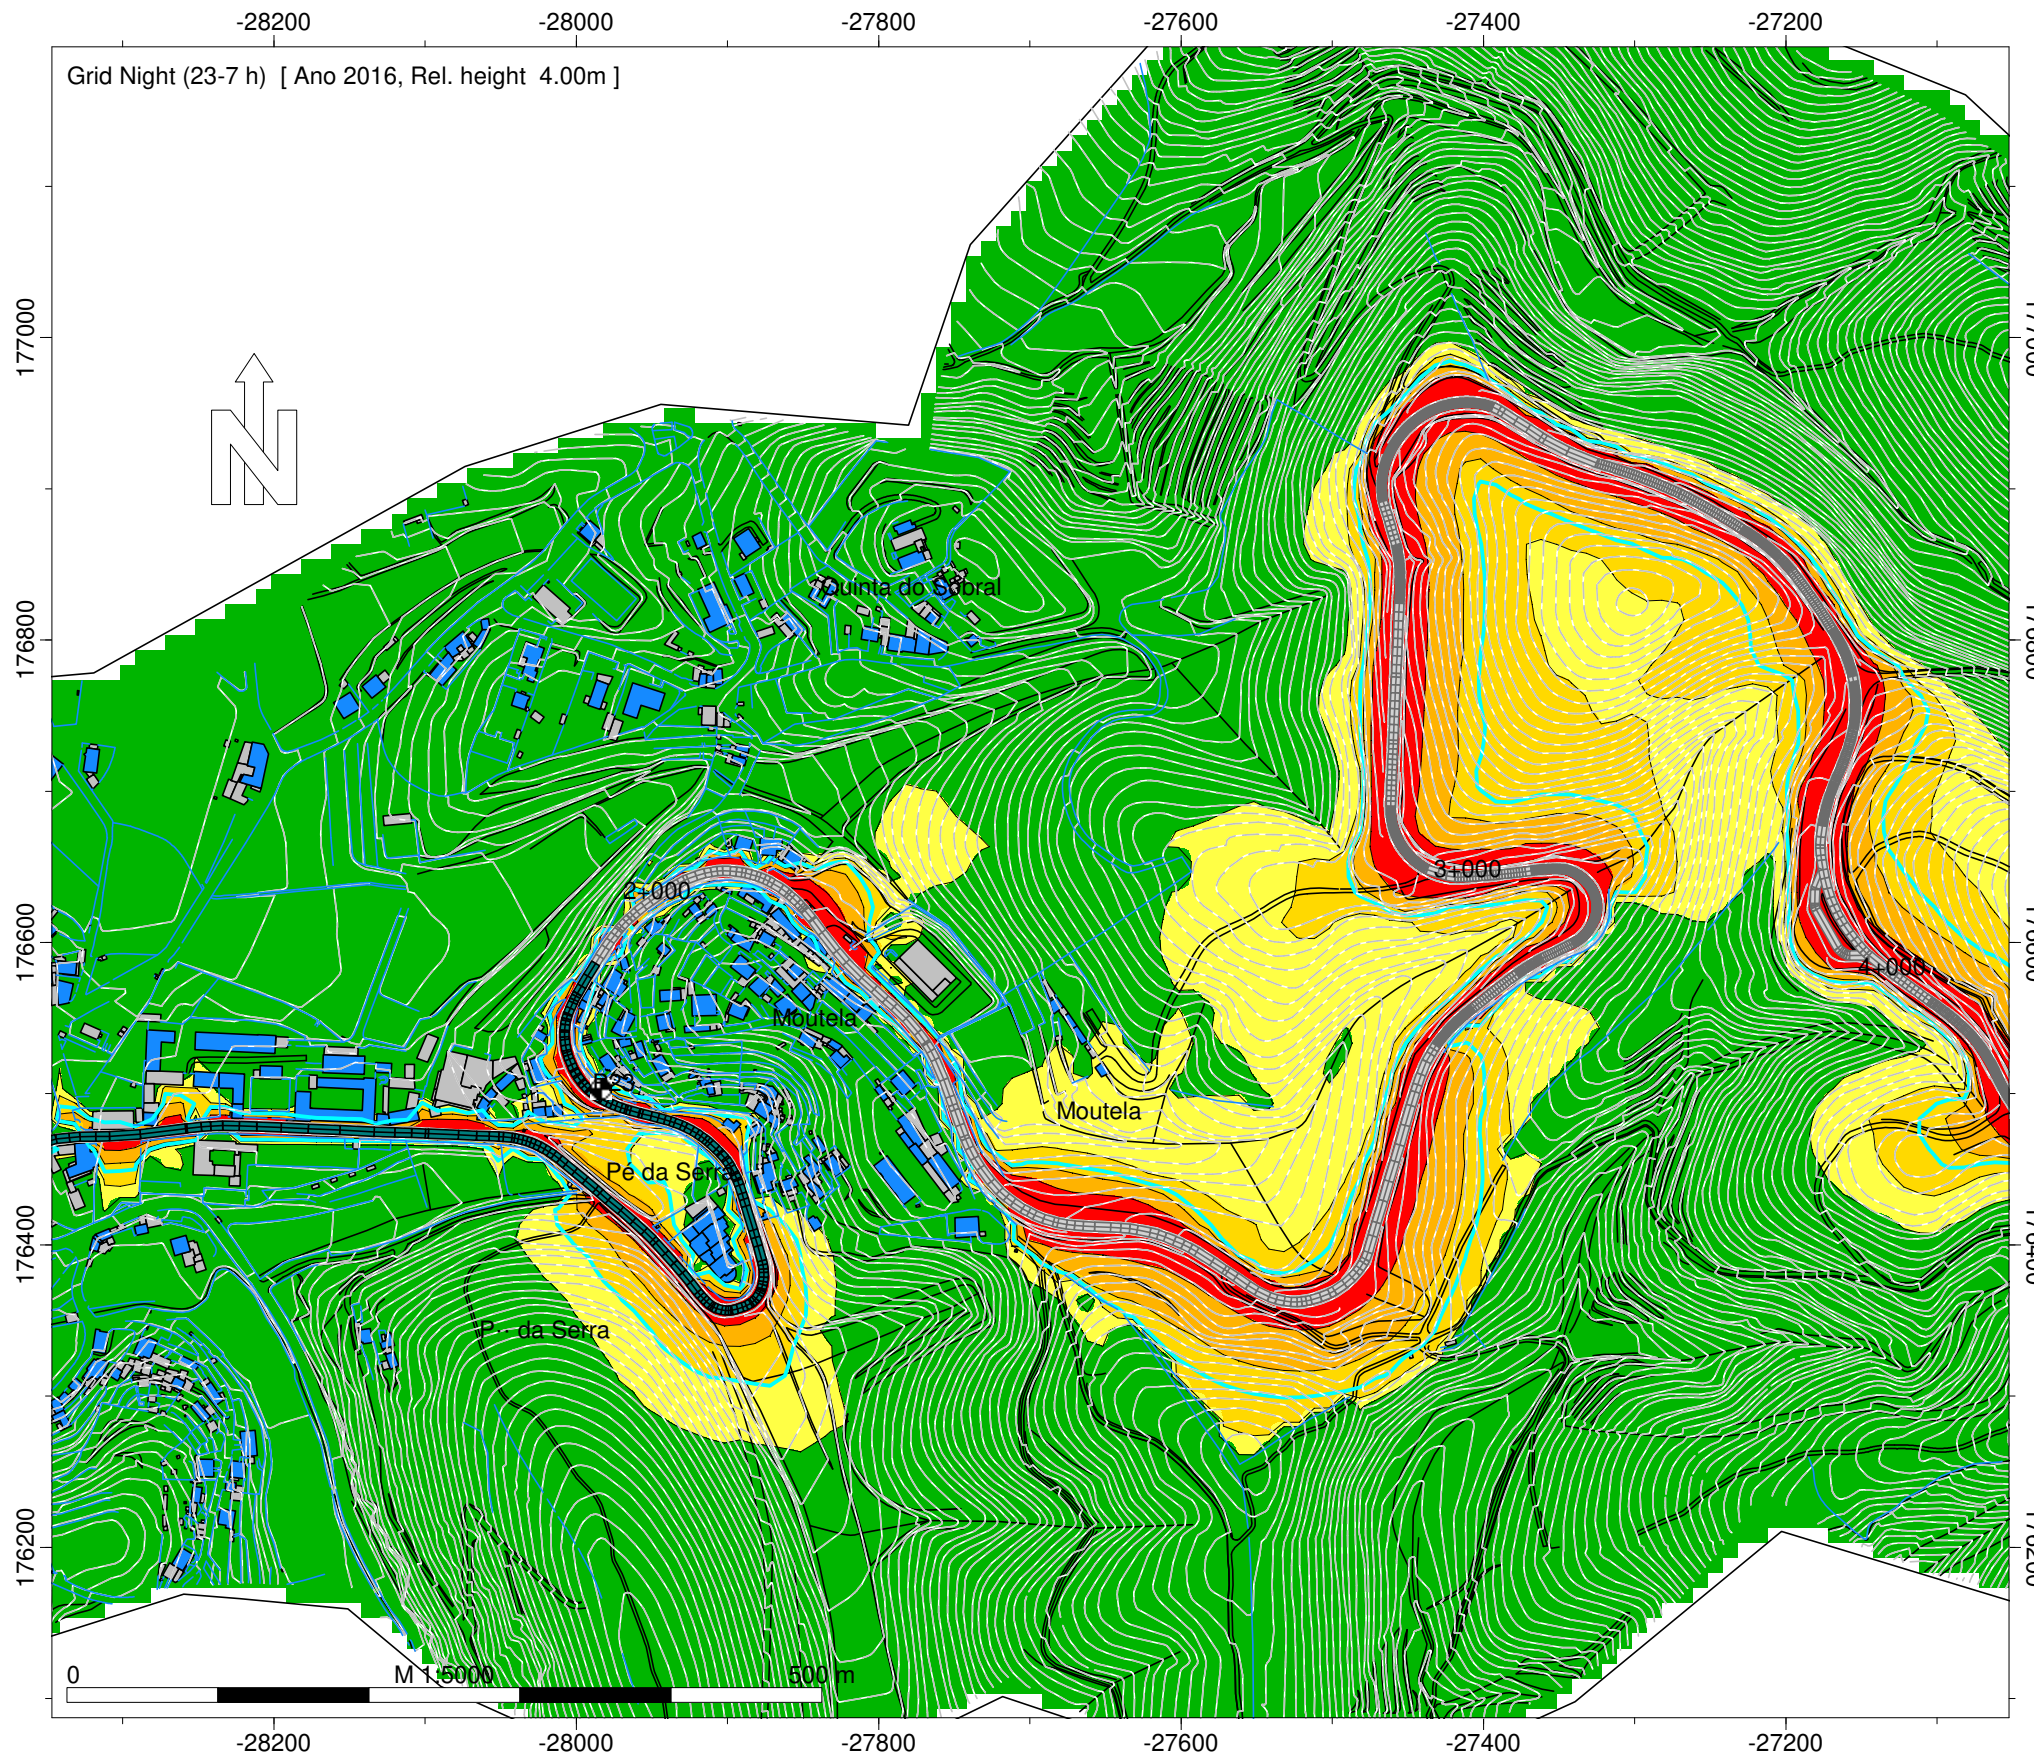 -28200 -28000 -27800 -27600 -27400 -27200
Grid Night (23-7 h) [ Ano 2016, Rel. height 4.00m ]
177000
N
Quinta do Sobral
176800
3+000
2+000
176600
4+000
Moutela
Moutela
Pé da Serra
176400
da Serra
176200
0 M 1:5000 500 m
-28200 -28000 -27800 -27600 -27400 -27200